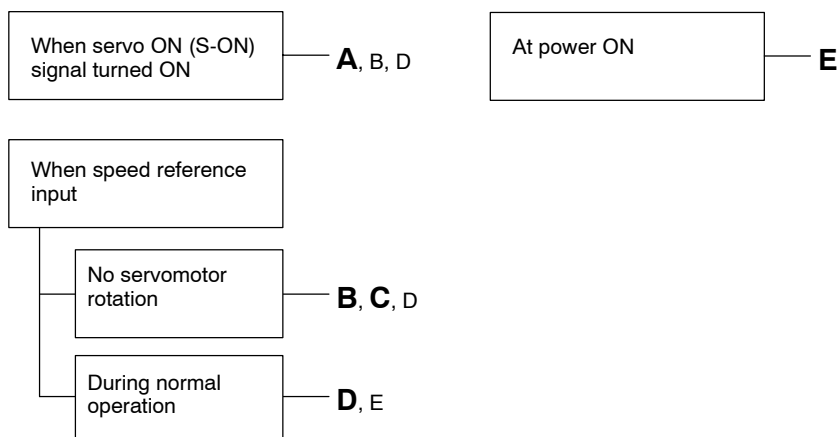 When servo ON (S-ON)
signal turned ON
A, B, D
At power ON
E
When speed reference
input
No servomotor
rotation
B, C, D
During normal
operation
D, E